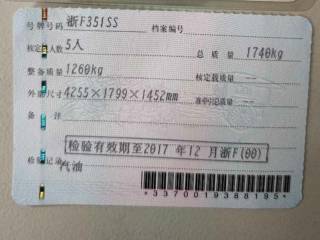 号牌号码 浙F351SS 档案编号
核定载人数 5人 总质量 1740kg
整备质量 1260kg 核定载质量 --
外廓尺寸 4255×1799×1452 准牵引总质量 --
备注
检验有效期至2017 年 12 月浙F(00)
检验记录 汽油
*3370019388195*